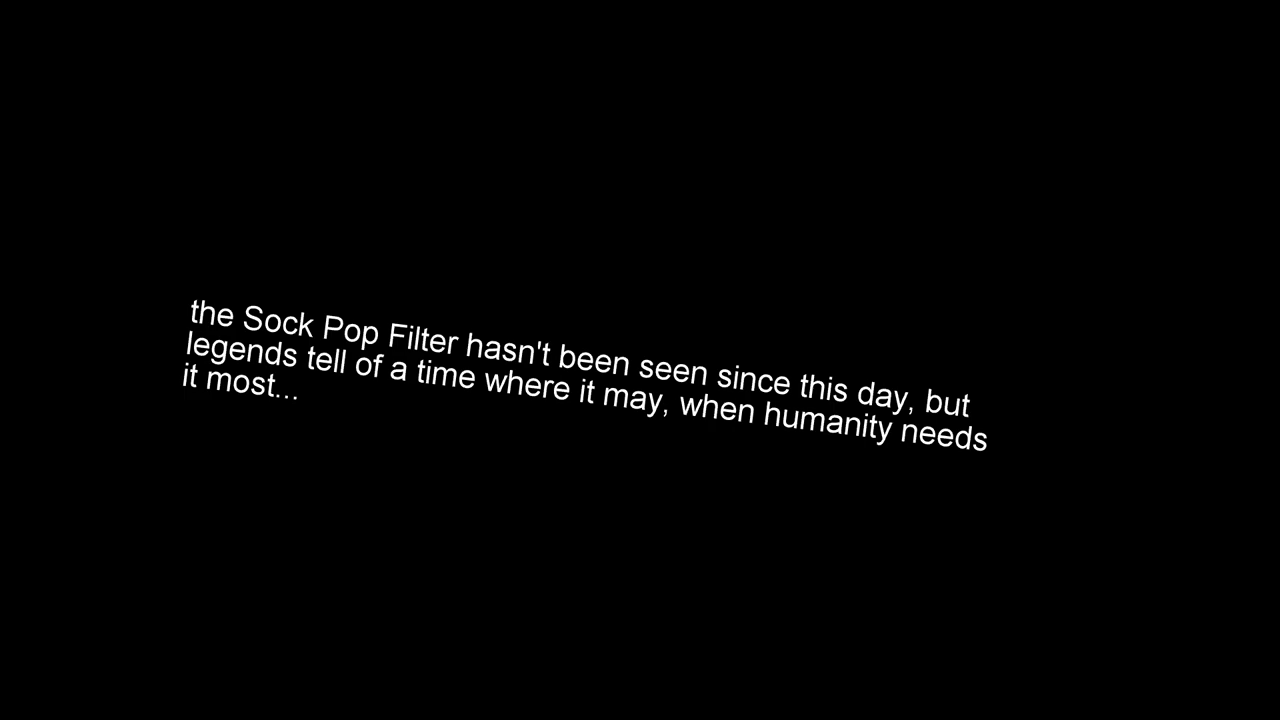 the Sock Pop Filter hasn't been seen since this day, but
legends tell of a time where it may, when humanity needs
it most...